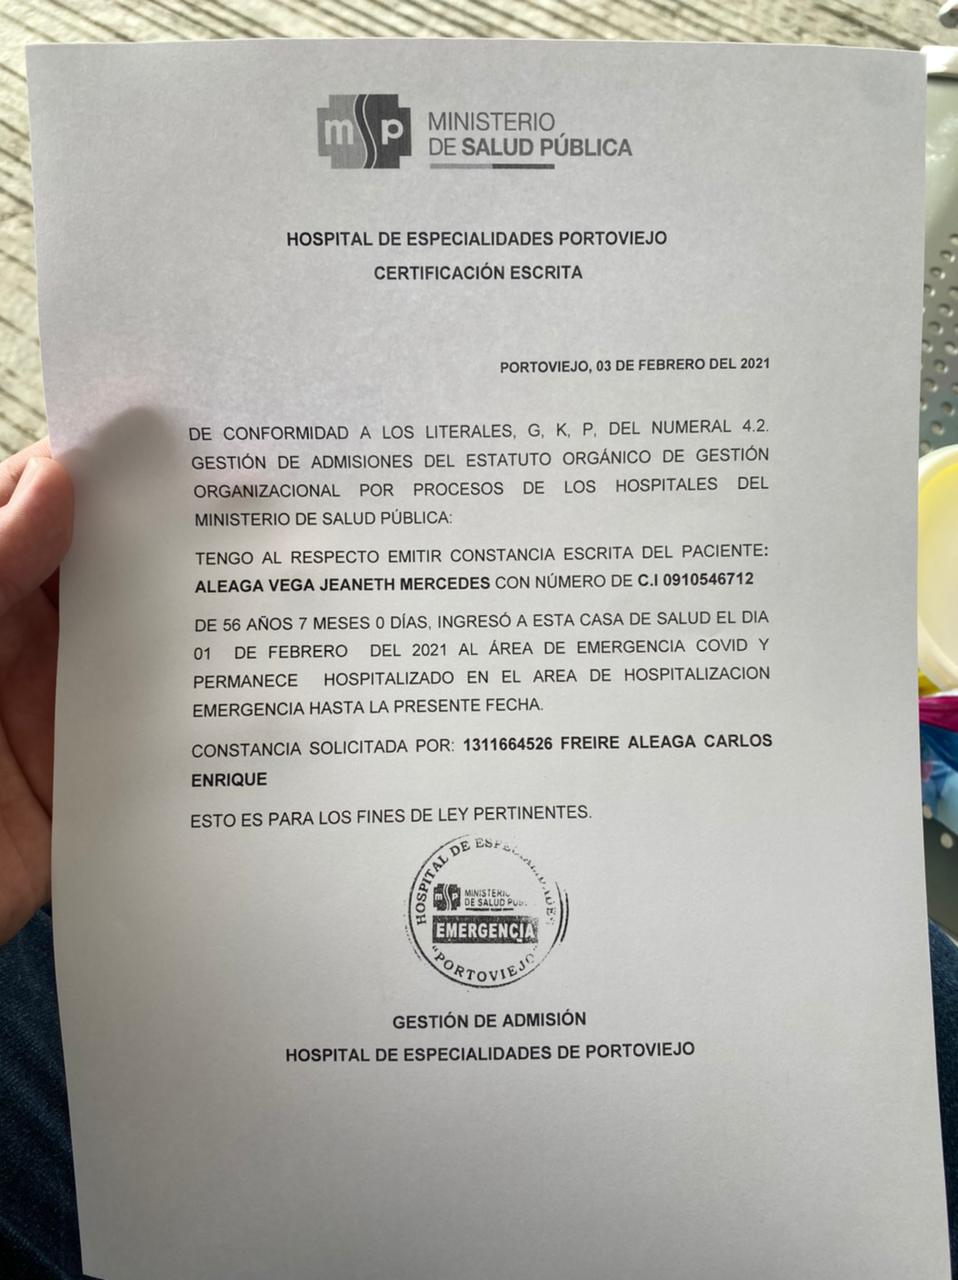 msp MINISTERIO
DE SALUD PÚBLICA
HOSPITAL DE ESPECIALIDADES PORTOVIEJO
CERTIFICACIÓN ESCRITA
PORTOVIEJO, 03 DE FEBRERO DEL 2021
DE CONFORMIDAD A LOS LITERALES, G, K, P, DEL NUMERAL 4.2.
GESTIÓN DE ADMISIONES DEL ESTATUTO ORGÁNICO DE GESTIÓN
ORGANIZACIONAL POR PROCESOS DE LOS HOSPITALES DEL
MINISTERIO DE SALUD PÚBLICA:
TENGO AL RESPECTO EMITIR CONSTANCIA ESCRITA DEL PACIENTE:
ALEAGA VEGA JEANETH MERCEDES CON NÚMERO DE C.I 0910546712
DE 56 AÑOS 7 MESES 0 DÍAS, INGRESÓ A ESTA CASA DE SALUD EL DIA
01 DE FEBRERO DEL 2021 AL ÁREA DE EMERGENCIA COVID Y
PERMANECE HOSPITALIZADO EN EL AREA DE HOSPITALIZACION
EMERGENCIA HASTA LA PRESENTE FECHA.
CONSTANCIA SOLICITADA POR: 1311664526 FREIRE ALEAGA CARLOS
ENRIQUE
ESTO ES PARA LOS FINES DE LEY PERTINENTES.
HOSPITAL DE ESPECIALIDADES
msp MINISTERIO
DE SALUD PÚBLICA
EMERGENCIA
"PORTOVIEJO"
GESTIÓN DE ADMISIÓN
HOSPITAL DE ESPECIALIDADES DE PORTOVIEJO